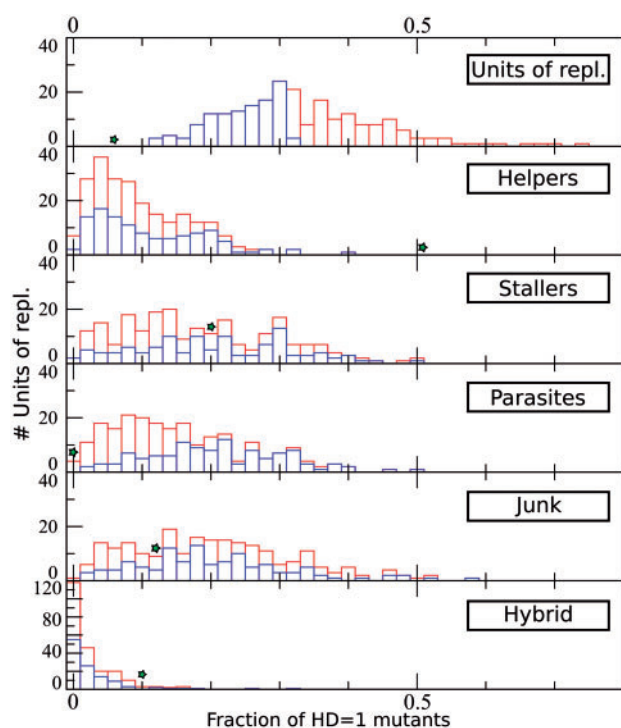 0 0.5
40
20
0
Units of repl.
40
20
0
Helpers
40
20
0
Stallers
40
20
0
Parasites
40
20
0
Junk
120
80
40
0
Hybrid
# Units of repl.
0 0.5
Fraction of HD=1 mutants